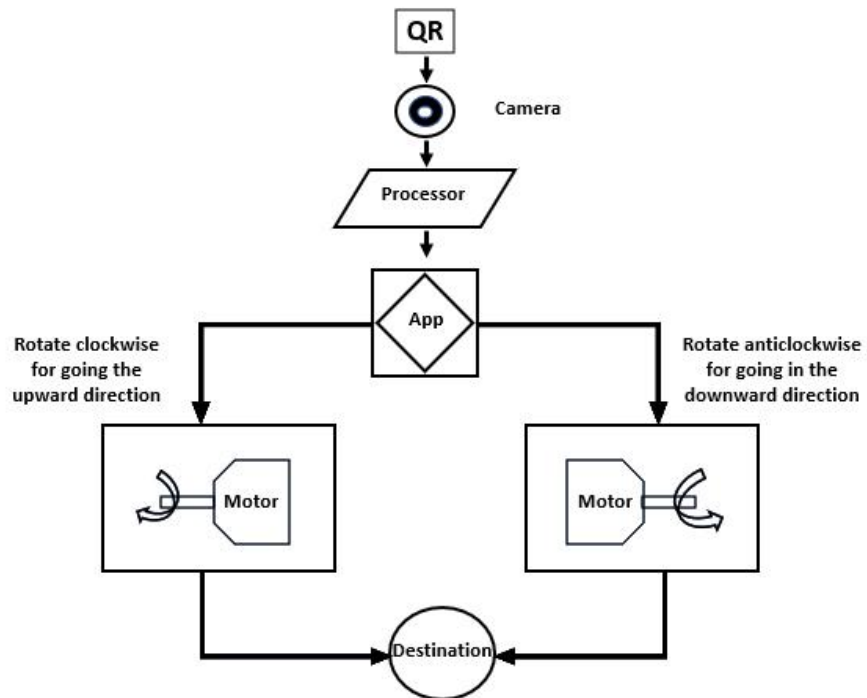 QR
Camera
Processor
App
Rotate clockwise
for going the
upward direction
Rotate anticlockwise
for going in the
downward direction
Motor
Motor
Destination